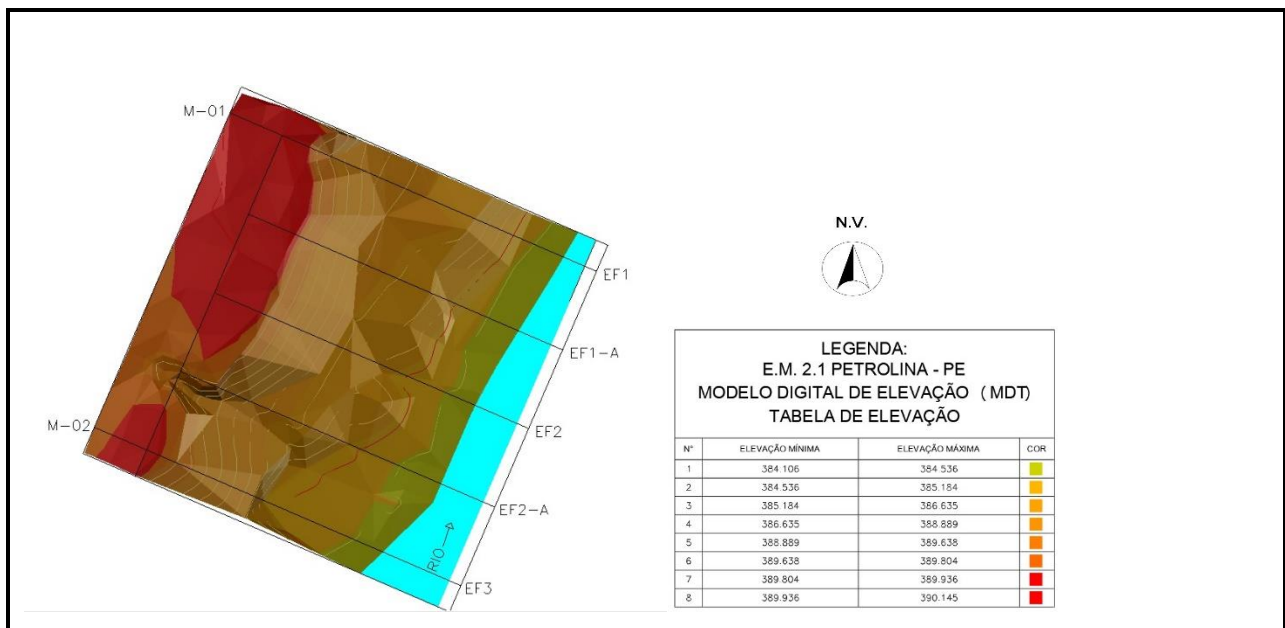 M-01
EF1
EF1-A
M-02
EF2
EF2-A
RIO
EF3
N.V.
LEGENDA:
E.M. 2.1 PETROLINA - PE
MODELO DIGITAL DE ELEVAÇÃO ( MDT)
TABELA DE ELEVAÇÃO
N° ELEVAÇÃO MÍNIMA ELEVAÇÃO MÁXIMA COR
1 384.106 384.536
2 384.536 385.184
3 385.184 386.635
4 386.635 388.889
5 388.889 389.638
6 389.638 389.804
7 389.804 389.936
8 389.936 390.145